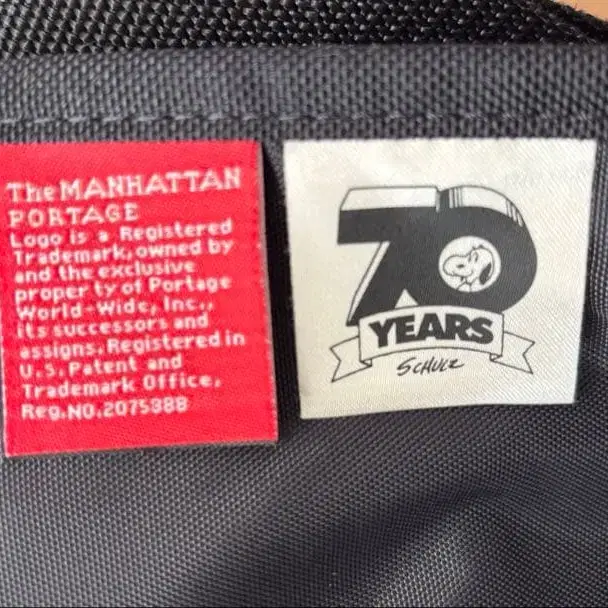 The MANHATTAN
PORTAGE
Logo is a Registered
Trademark, owned by
and the exclusive
property of Portage
World-Wide, Inc.,
its successors and
assigns, Registered in
U.S. Patent and
Trademark Office,
Reg.NO.2075388
70
YEARS
SCHULZ